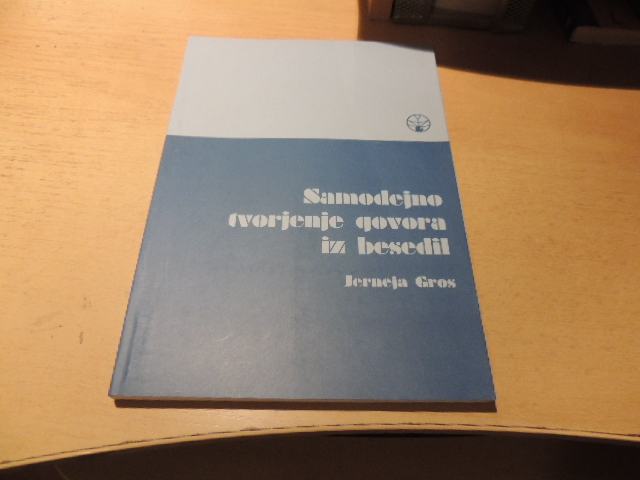 Samodejno
tvorjenje govora
iz besedil
Jerneja Gros